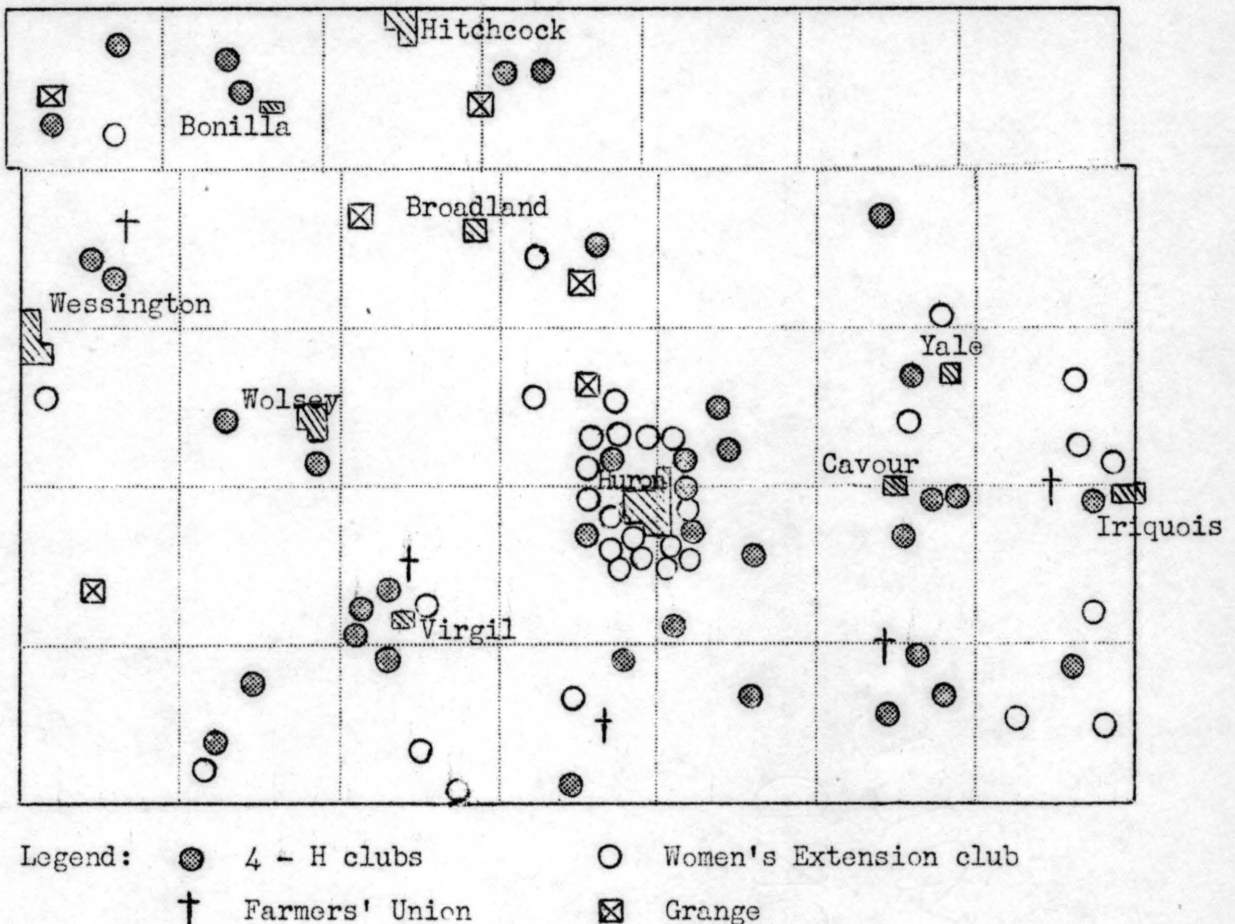 Hitchcock
Bonilla
Broadland
Wessington
Yale
Wolsey
Cavour
Huron
Iriquois
Virgil
Legend: 4 - H clubs Women's Extension club
Farmers' Union Grange